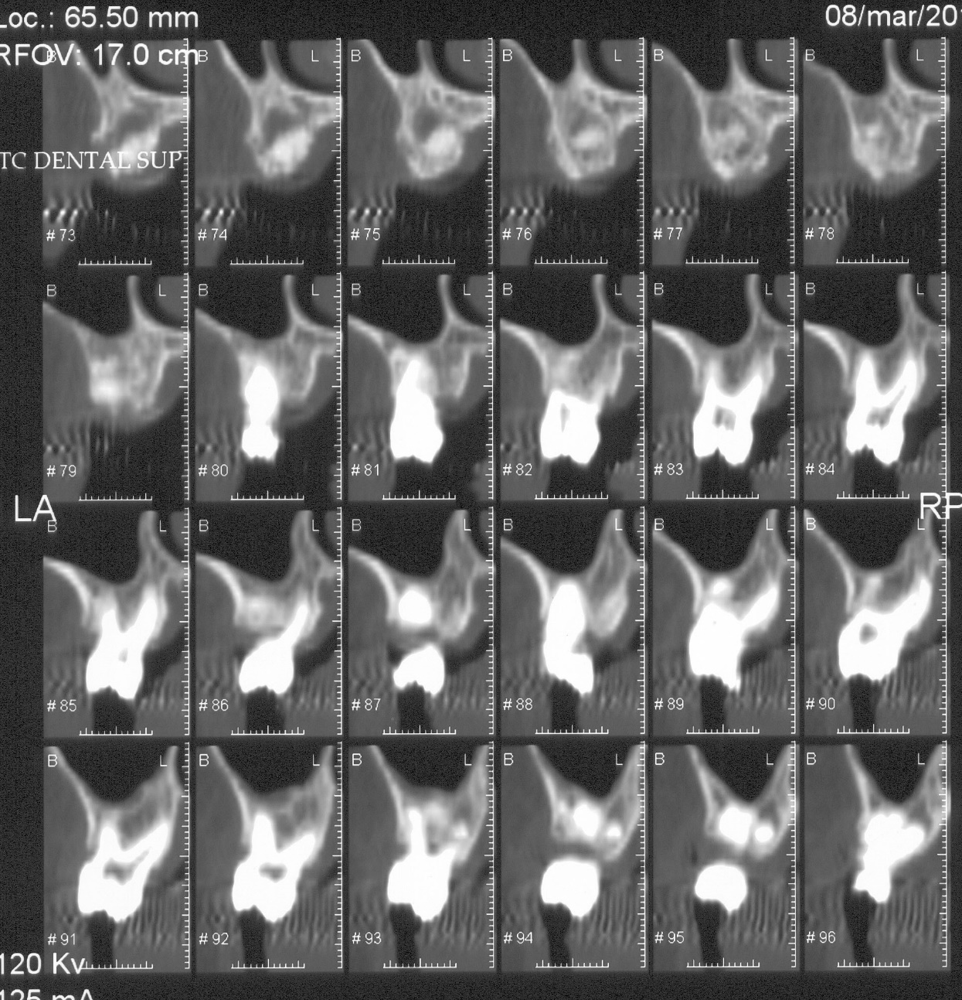 Loc.: 65.50 mm
08/mar/201
RFOV: 17.0 cm
B
B L
B L
B L
B L
B L
TC DENTAL SUP
# 73
# 74
# 75
# 76
# 77
# 78
B L
B L
B L
B L
B L
B L
# 79
# 80
# 81
# 82
# 83
# 84
LA
RP
B L
B L
B L
B L
B L
B L
# 85
# 86
# 87
# 88
# 89
# 90
B L
B L
B L
B L
B L
B L
# 91
# 92
# 93
# 94
# 95
# 96
120 Kv
125 mA